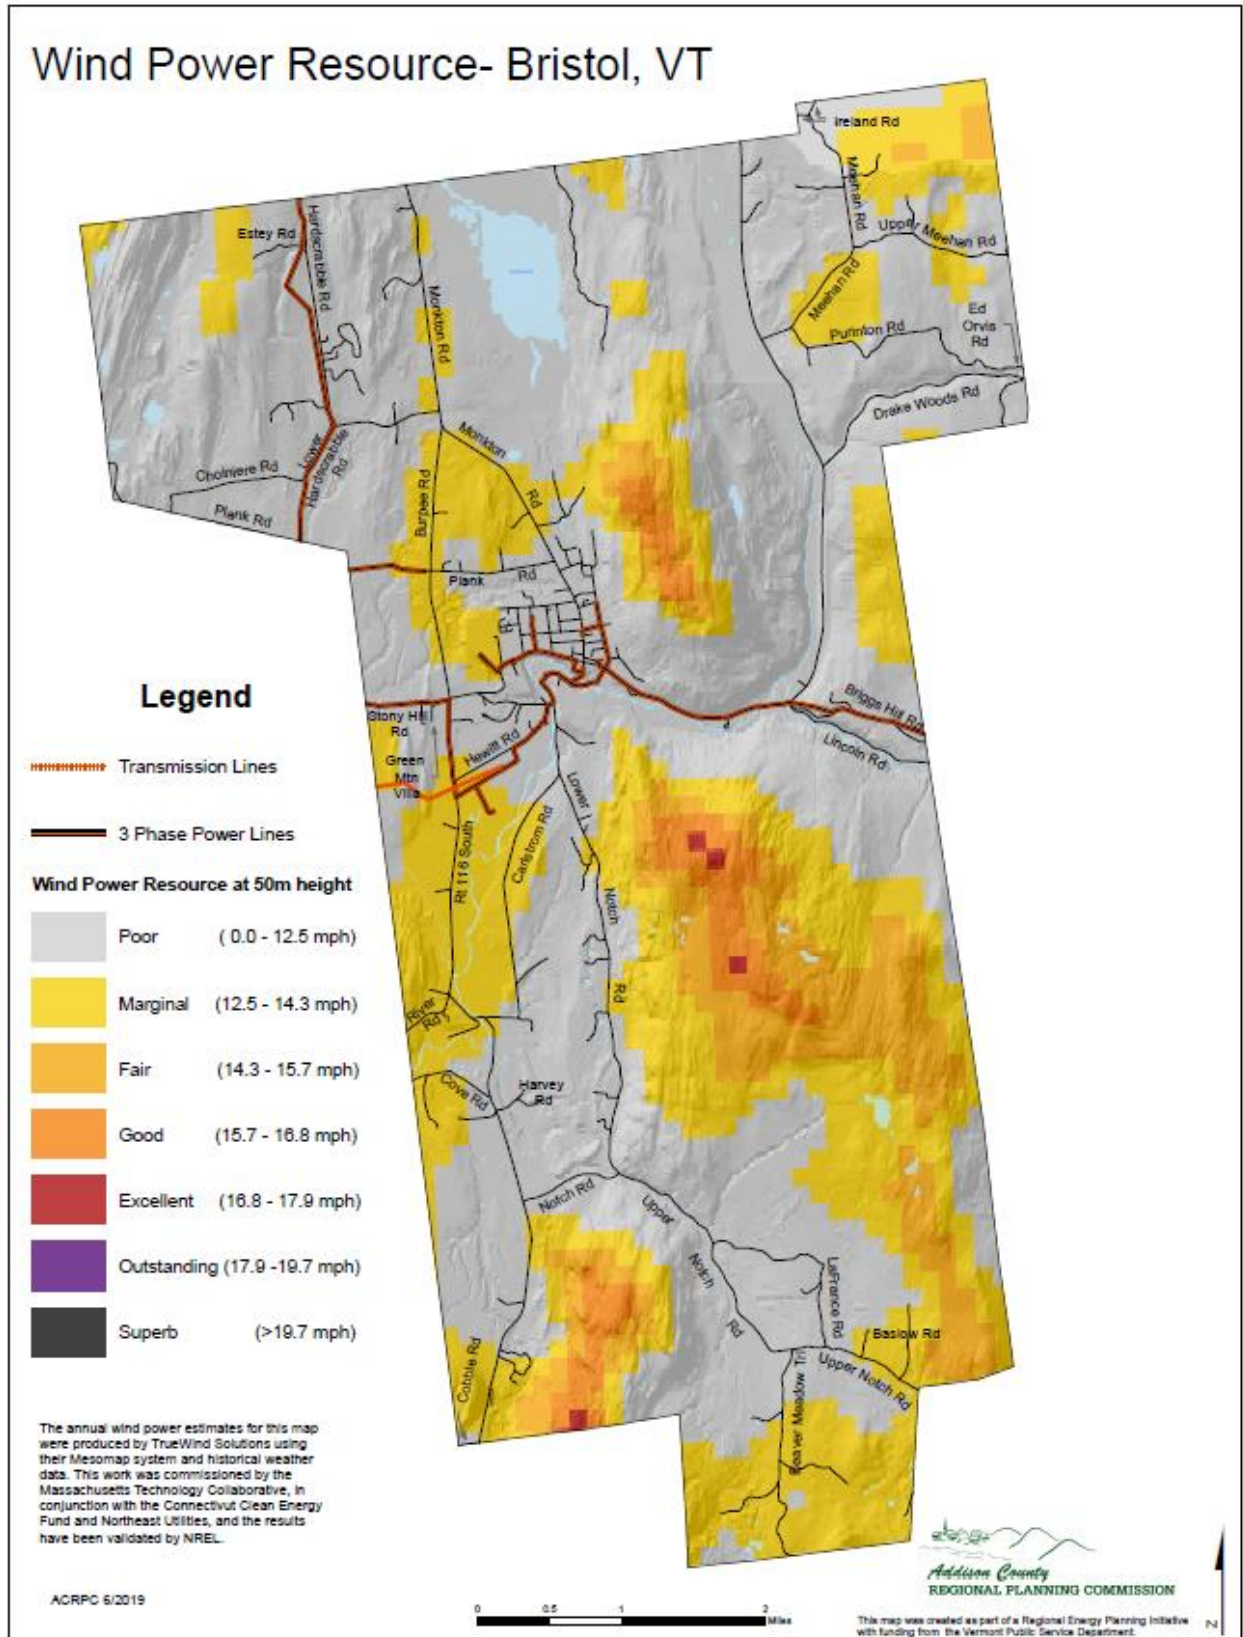 Wind Power Resource- Bristol, VT
Ireland Rd
Meehan Rd
Upper Meehan Rd
Estey Rd
Hardscrabble Rd
Meehan Rd
Monkton Rd
Purinton Rd
Ed
Orvis
Rd
Drake Woods Rd
Monkton
Rd
Lower
Hardscrabble
Rd
Cholniere Rd
Burpee Rd
Plank Rd
Plank
Rd
Briggs Hill Rd
Lincoln Rd
Stony Hill
Rd
Hewitt Rd
Green
Mtn
Villa
Lower
Notch
Rd
Carlstrom Rd
Rt 116 South
River
Rd
Cove Rd
Harvey
Rd
Notch Rd
Upper
Notch
Rd
LaFrance Rd
Baslow Rd
Upper Notch Rd
Beaver Meadow Trl
Cobble Rd
Legend
Transmission Lines
3 Phase Power Lines
Wind Power Resource at 50m height
Poor ( 0.0 - 12.5 mph)
Marginal (12.5 - 14.3 mph)
Fair (14.3 - 15.7 mph)
Good (15.7 - 16.8 mph)
Excellent (16.8 - 17.9 mph)
Outstanding (17.9 -19.7 mph)
Superb (>19.7 mph)
The annual wind power estimates for this map
were produced by TrueWind Solutions using
their Mesomap system and historical weather
data. This work was commissioned by the
Massachusetts Technology Collaborative, in
conjunction with the Connectivut Clean Energy
Fund and Northeast Utilities, and the results
have been validated by NREL.
ACRPC 6/2019
0 0.5 1 2
Miles
Addison County
REGIONAL PLANNING COMMISSION
This map was created as part of a Regional Energy Planning Initiative
with funding from the Vermont Public Service Department.
N